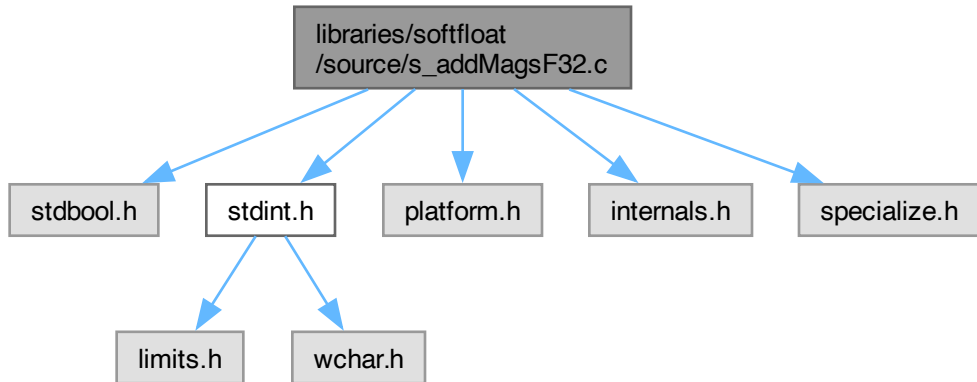 libraries/softfloat
/source/s_addMagsF32.c
stdbool.h
stdint.h
platform.h
internals.h
specialize.h
limits.h
wchar.h